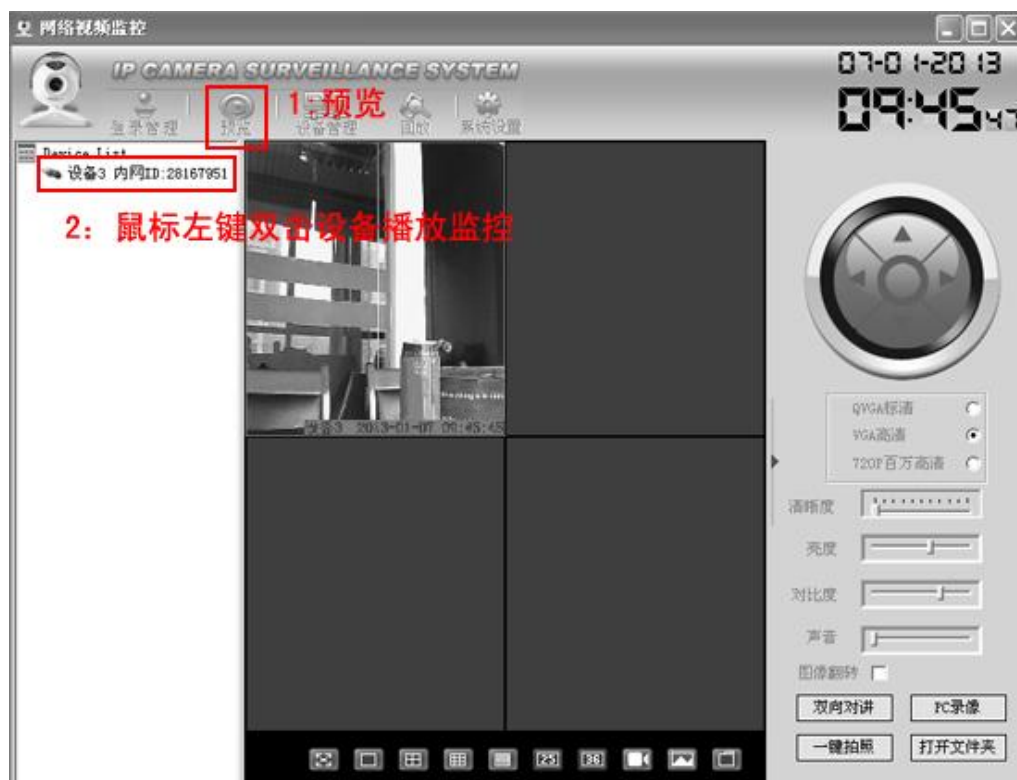 网络视频监控
IP CAMERA SURVEILLANCE SYSTEM
07-01-2013
09:45:47
登录管理 预览 设备管理 回放 系统设置
1:预览
Device List
设备3 内网ID:28167951
2: 鼠标左键双击设备播放监控
设备3 2013-01-07 09:45:45
QVGA标清
VGA高清
720P百万高清
清晰度
亮度
对比度
声音
图像翻转
双向对讲 PC录像
一键拍照 打开文件夹
25 36